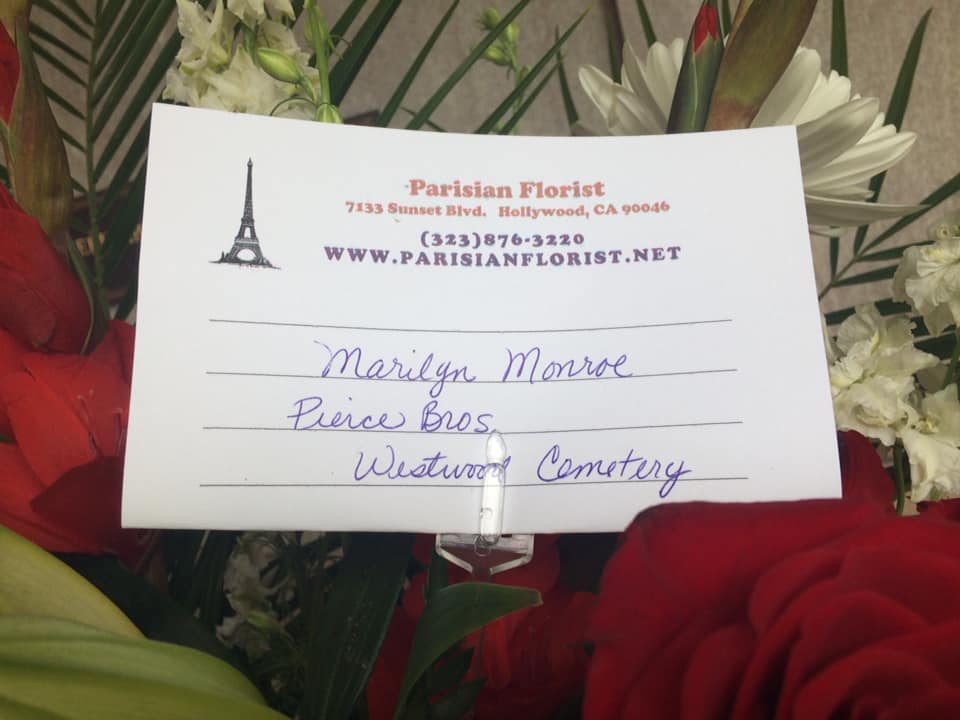 Parisian Florist
7133 Sunset Blvd. Hollywood, CA 90046
(323)876-3220
WWW.PARISIANFLORIST.NET
Marilyn Monroe
Pierce Bros.
Westwood Cemetery